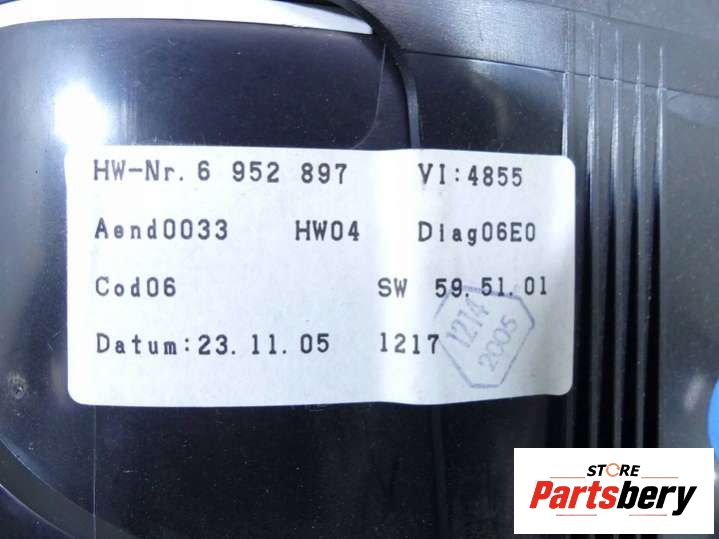 HW-Nr. 6 952 897 VI:4855
Aend0033 HW04 Diag06E0
Cod06 SW 59.51.01
Datum:23.11.05 1217
1214
2005
STORE
Partsbery